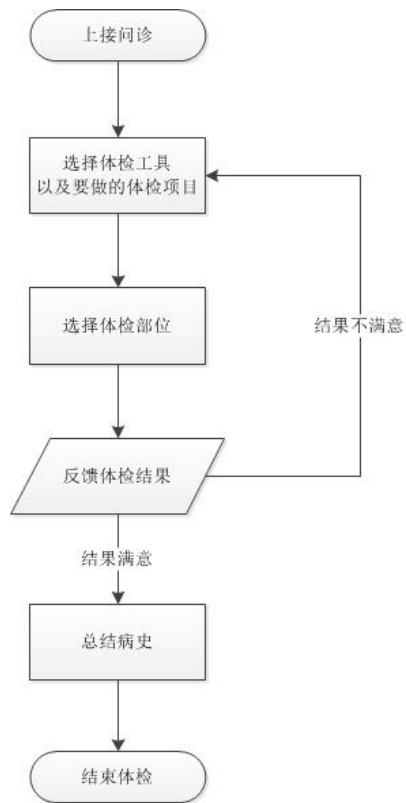 上接问诊
选择体检工具
以及要做的体检项目
选择体检部位
结果不满意
反馈体检结果
结果满意
总结病史
结束体检